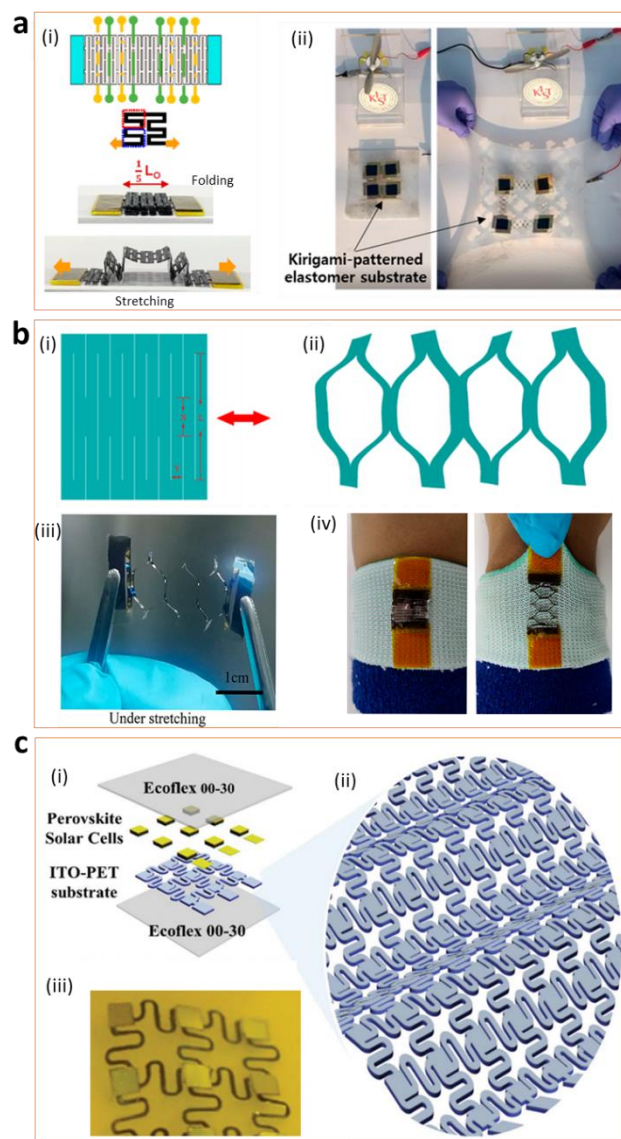 a
(i)
(ii)
1/5 L₀
Folding
Stretching
Kirigami-patterned
elastomer substrate
b
(i)
(ii)
(iii)
(iv)
1cm
Under stretching
c
(i)
(ii)
Ecoflex 00-30
Perovskite
Solar Cells
ITO-PET
substrate
Ecoflex 00-30
(iii)